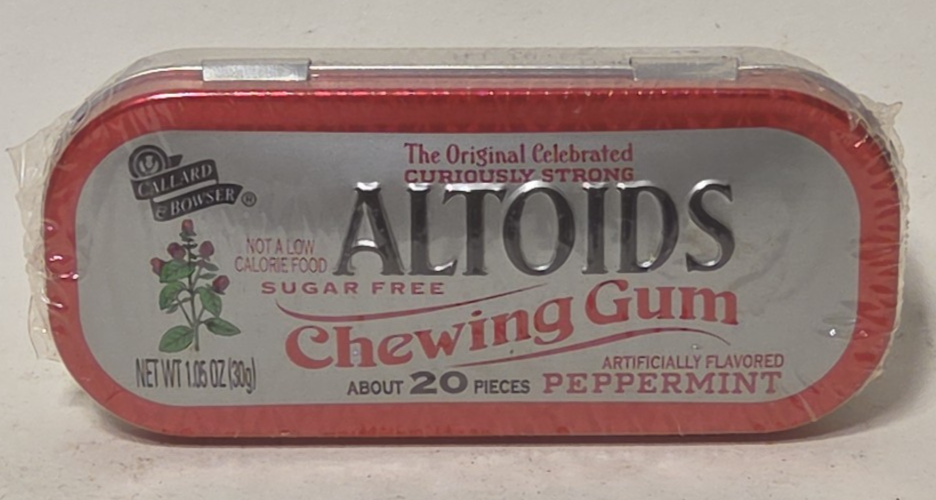 CALLARD
& BOWSER®
The Original Celebrated
CURIOUSLY STRONG
ALTOIDS
NOT A LOW
CALORIE FOOD
SUGAR FREE
Chewing Gum
NET WT 1.05 OZ (30g)
ABOUT 20 PIECES
ARTIFICIALLY FLAVORED
PEPPERMINT